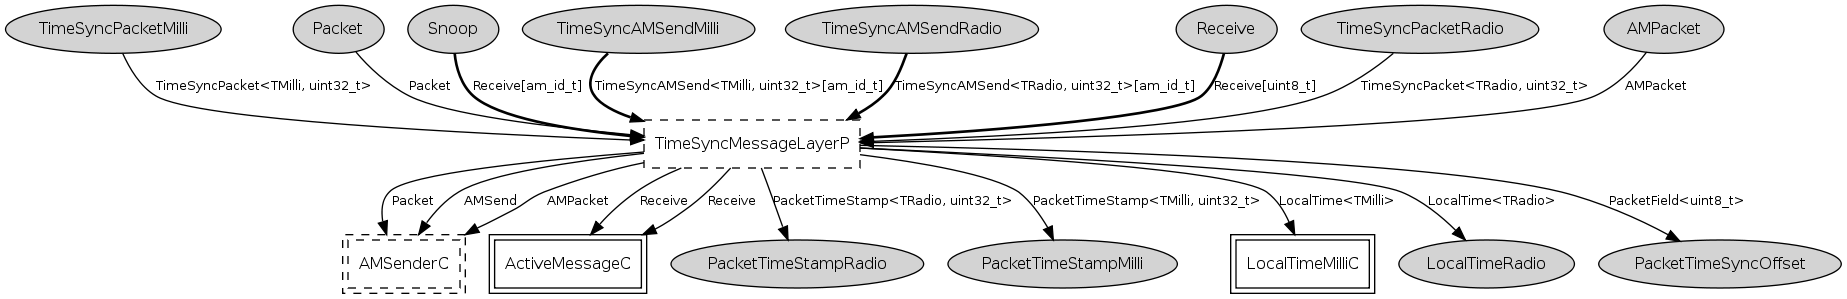 TimeSyncPacketMilli
Packet
Snoop
TimeSyncAMSendMilli
TimeSyncAMSendRadio
Receive
TimeSyncPacketRadio
AMPacket
TimeSyncPacket<TMilli, uint32_t>
Packet
Receive[am_id_t]
TimeSyncAMSend<TMilli, uint32_t>[am_id_t]
TimeSyncAMSend<TRadio, uint32_t>[am_id_t]
Receive[uint8_t]
TimeSyncPacket<TRadio, uint32_t>
AMPacket
TimeSyncMessageLayerP
Packet
AMSend
AMPacket
Receive
Receive
PacketTimeStamp<TRadio, uint32_t>
PacketTimeStamp<TMilli, uint32_t>
LocalTime<TMilli>
LocalTime<TRadio>
PacketField<uint8_t>
AMSenderC
ActiveMessageC
PacketTimeStampRadio
PacketTimeStampMilli
LocalTimeMilliC
LocalTimeRadio
PacketTimeSyncOffset